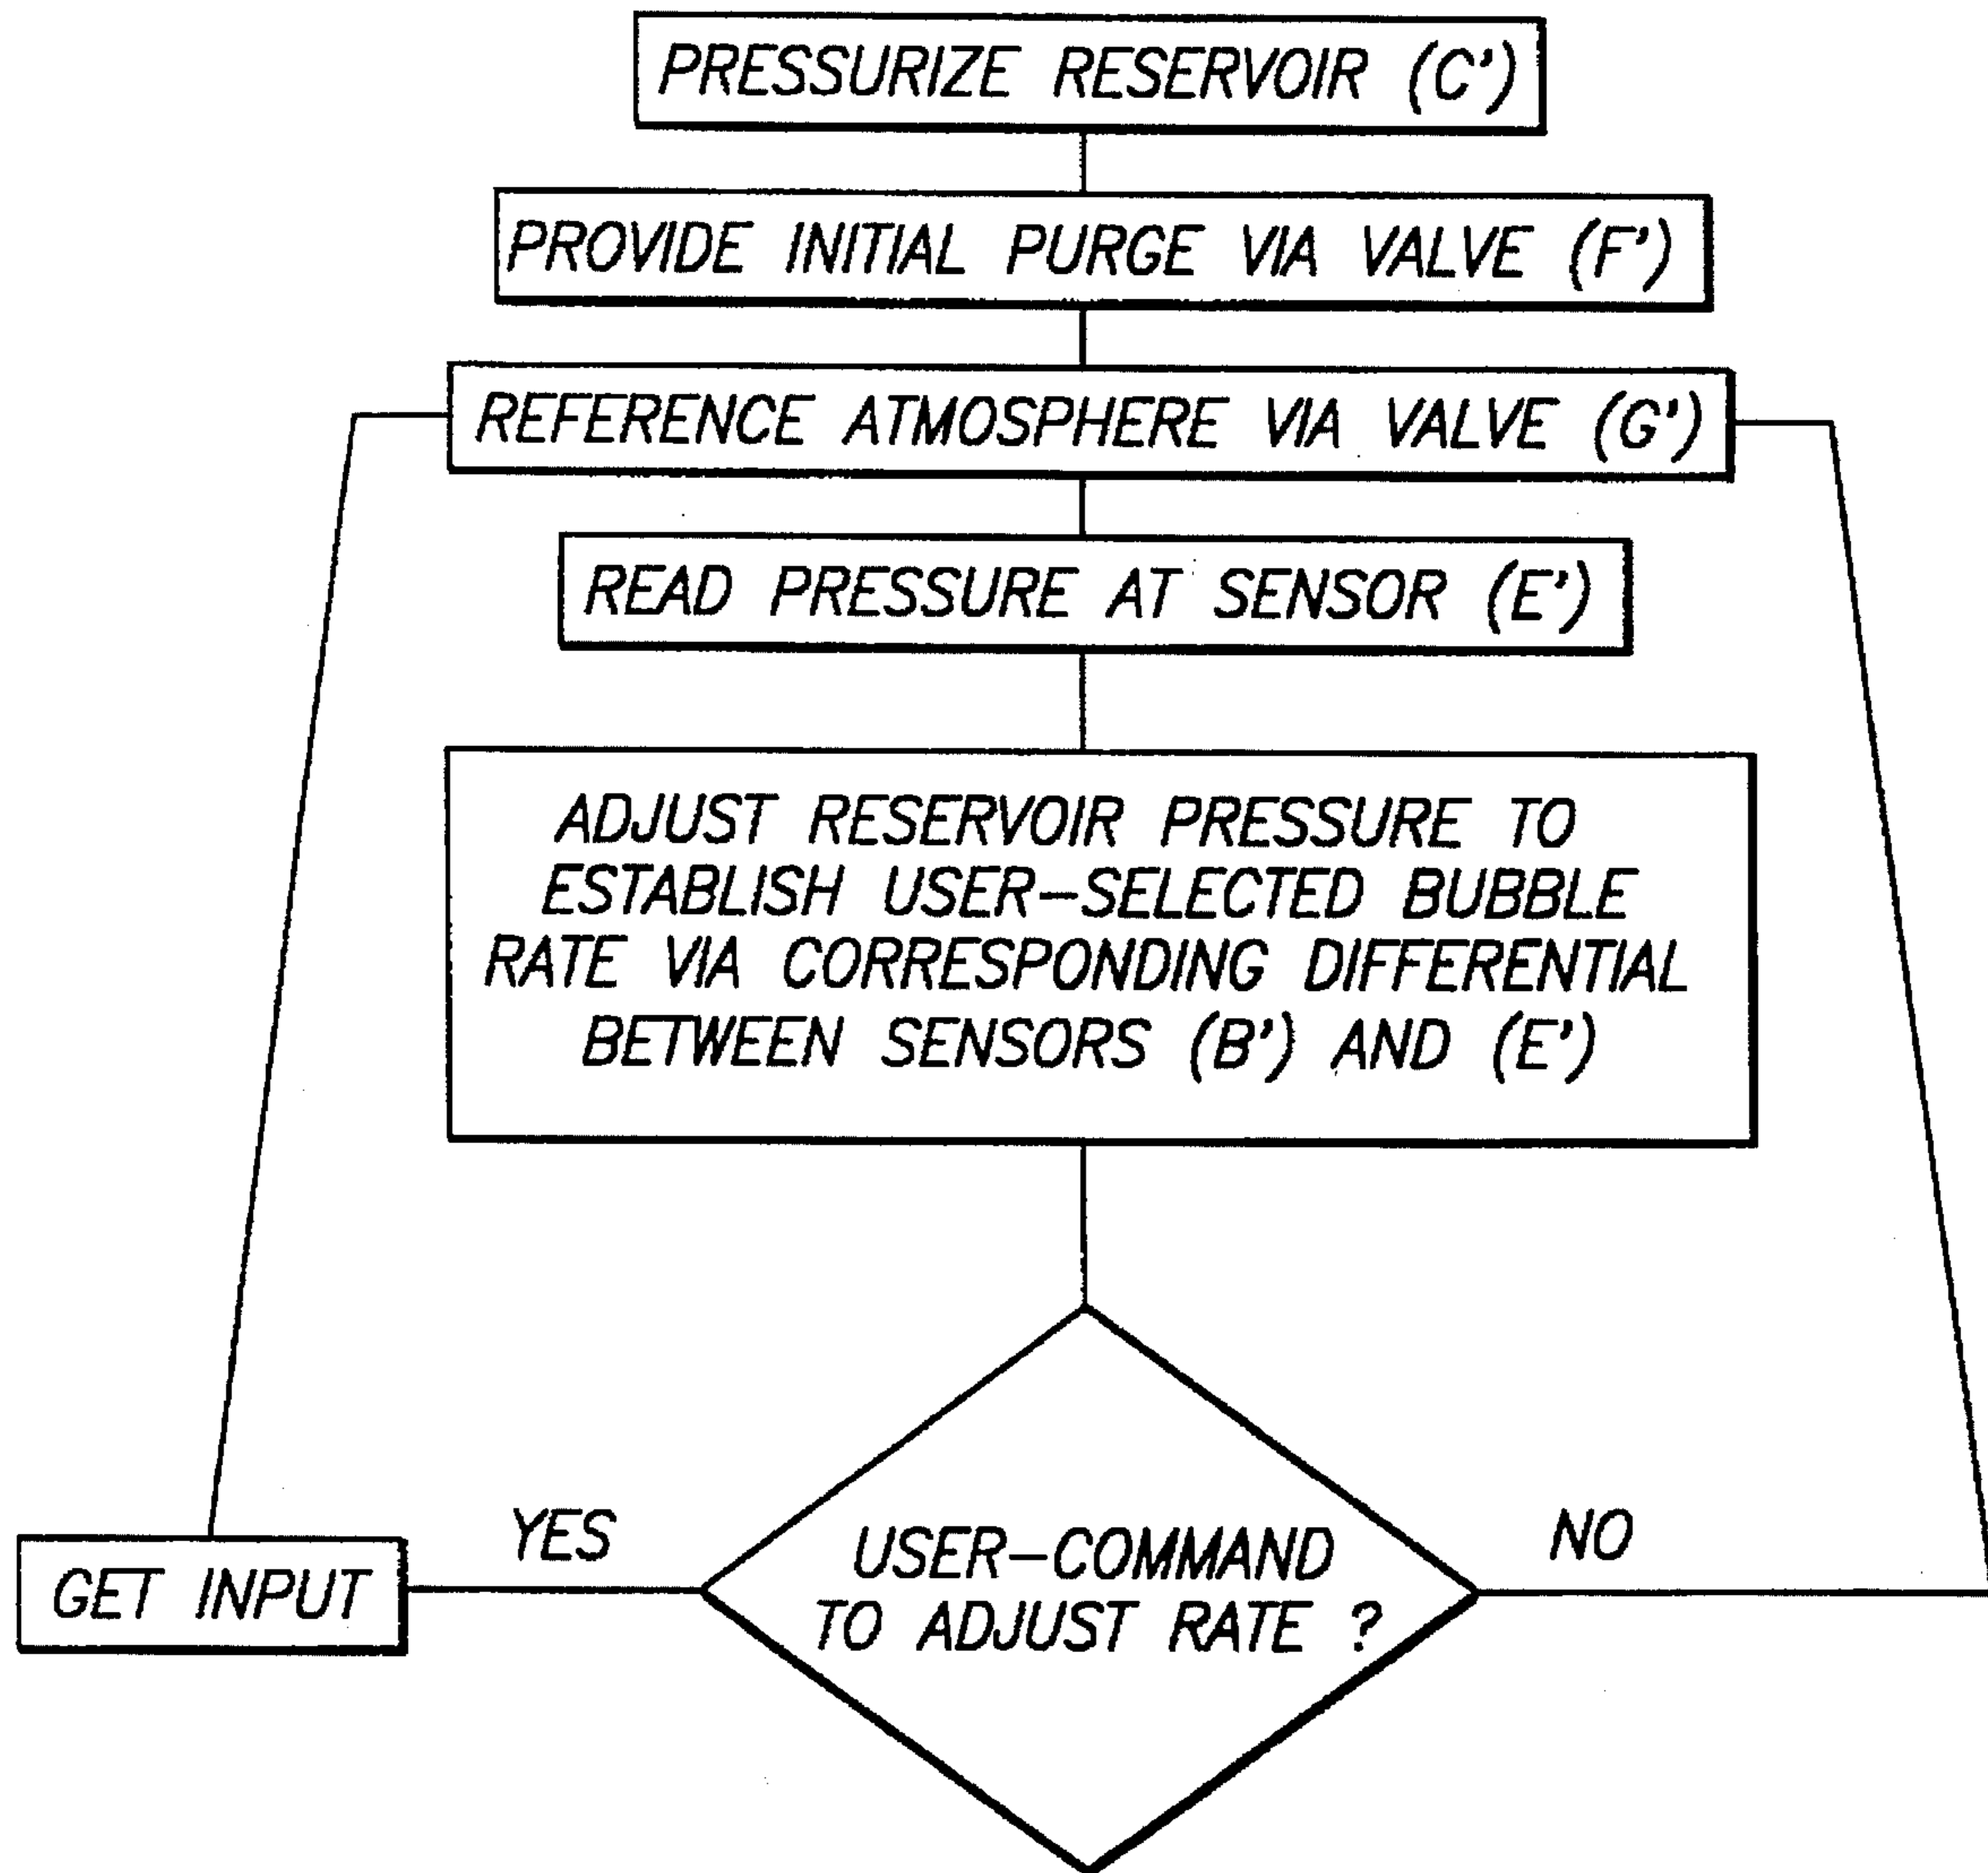 PRESSURIZE RESERVOIR (C')
PROVIDE INITIAL PURGE VIA VALVE (F')
REFERENCE ATMOSPHERE VIA VALVE (G')
READ PRESSURE AT SENSOR (E')
ADJUST RESERVOIR PRESSURE TO
ESTABLISH USER-SELECTED BUBBLE
RATE VIA CORRESPONDING DIFFERENTIAL
BETWEEN SENSORS (B') AND (E')
YES
NO
GET INPUT
USER-COMMAND
TO ADJUST RATE ?